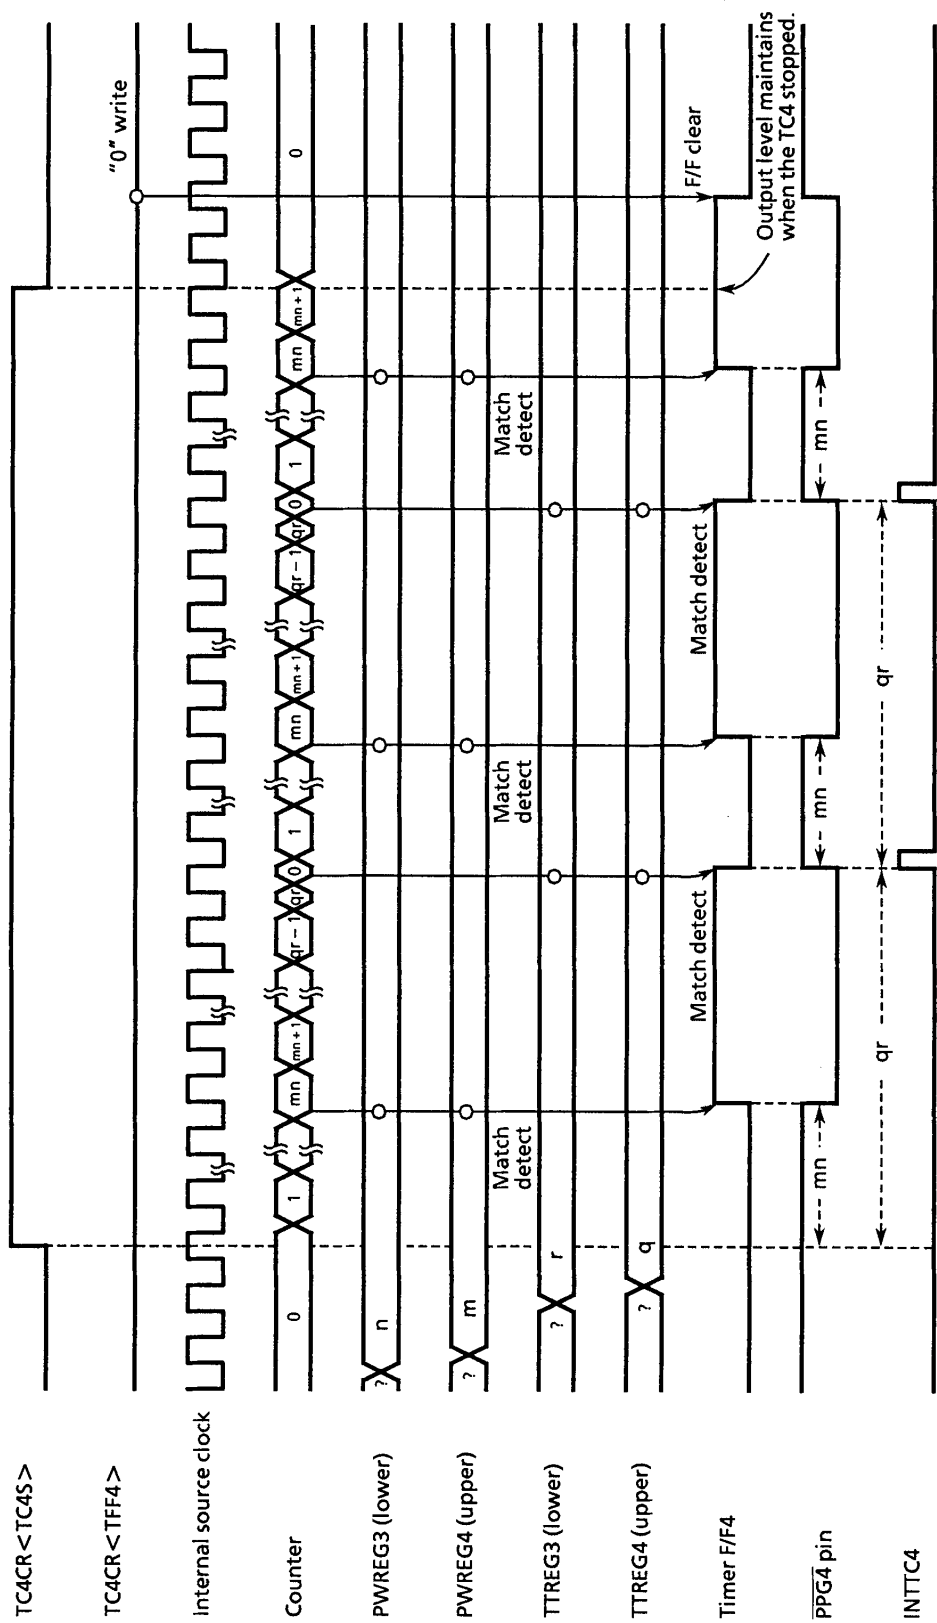 TC4CR<TC4S>
TC4CR<TFF4>
"0" write
Internal source clock
Counter
0 1 mn mn+1 qr−1 qr 0 1 mn mn+1 qr−1 qr 0 1 mn mn+1 0
PWREG3 (lower)
? n
PWREG4 (upper)
? m
Match
detect
Match
detect
Match
detect
TTREG3 (lower)
? r
TTREG4 (upper)
? q
Match detect
Match detect
F/F clear
Timer F/F4
Output level maintains
when the TC4 stopped.
PPG4 pin
mn mn mn
qr qr
INTTC4